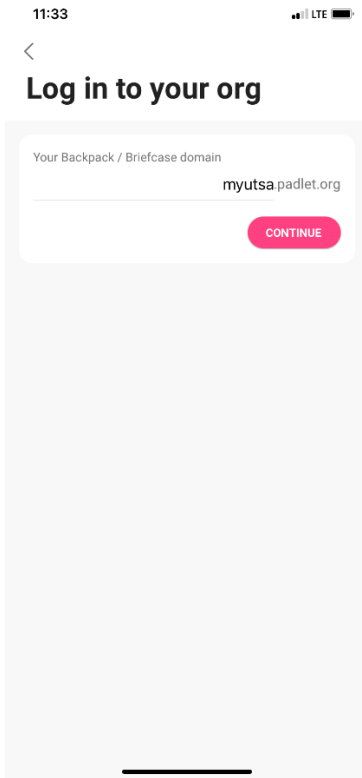 11:33 LTE
Log in to your org
Your Backpack / Briefcase domain
myutsa.padlet.org
CONTINUE